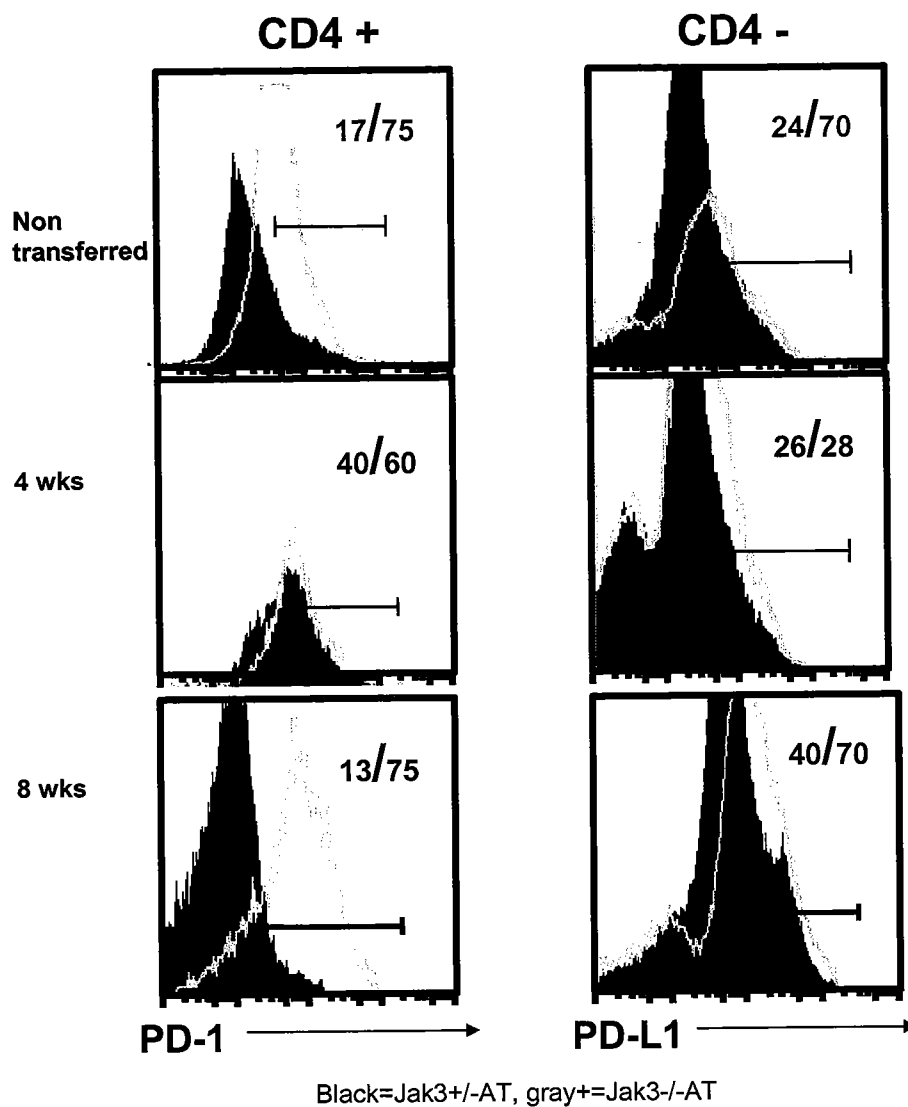 CD4 +
CD4 -
Non
transferred
17/75
24/70
4 wks
40/60
26/28
8 wks
13/75
40/70
PD-1
PD-L1
Black=Jak3+/-AT, gray+=Jak3-/-AT